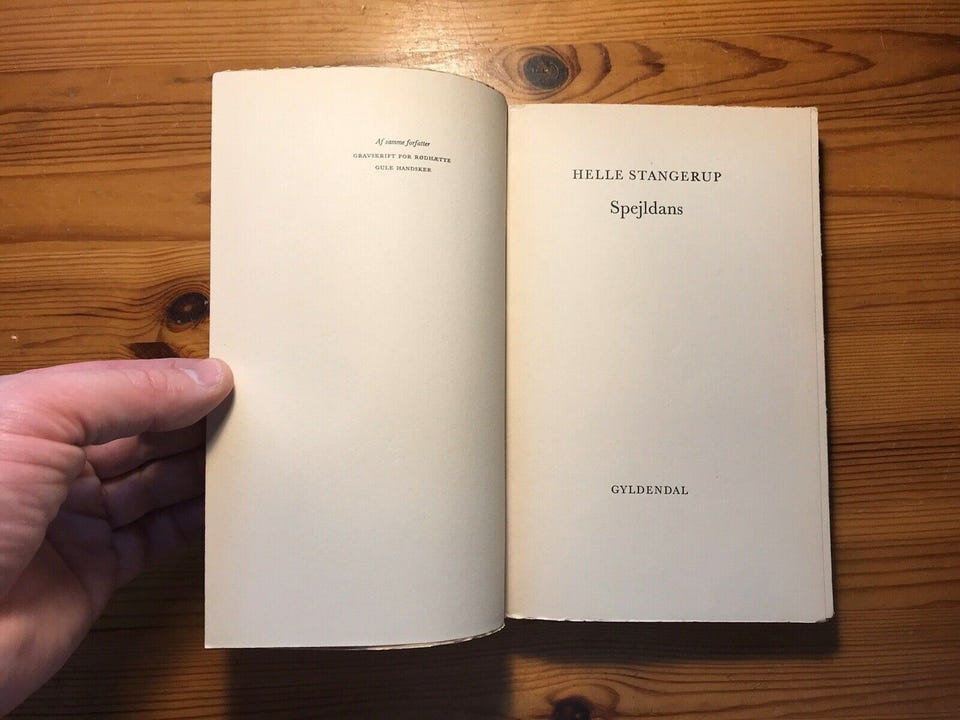 Af samme forfatter
GRAVSKRIFT FOR RØDHÆTTE
GULE HANDSKER
HELLE STANGERUP
Spejldans
GYLDENDAL